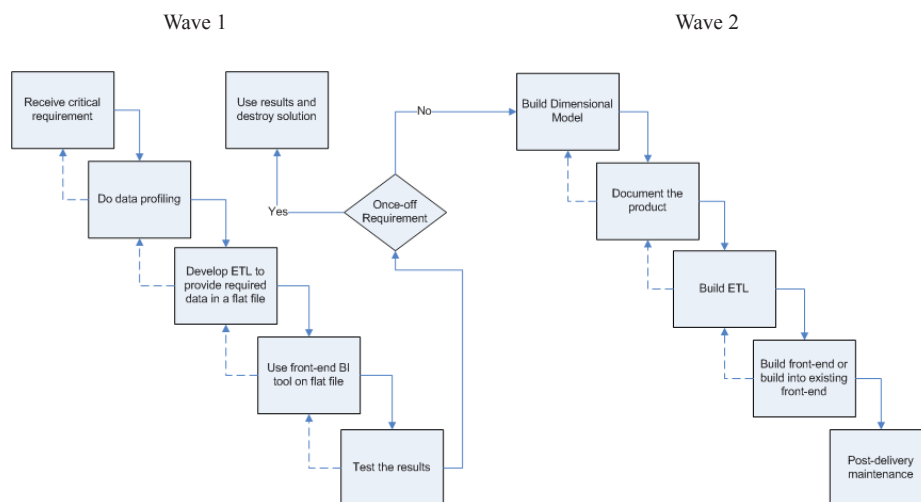 Wave 1
Wave 2
Receive critical
requirement
Use results and
destroy solution
No
Build Dimensional
Model
Do data profiling
Yes
Once-off
Requirement
Document the
product
Develop ETL to
provide required
data in a flat file
Build ETL
Use front-end BI
tool on flat file
Build front-end or
build into existing
front-end
Test the results
Post-delivery
maintenance